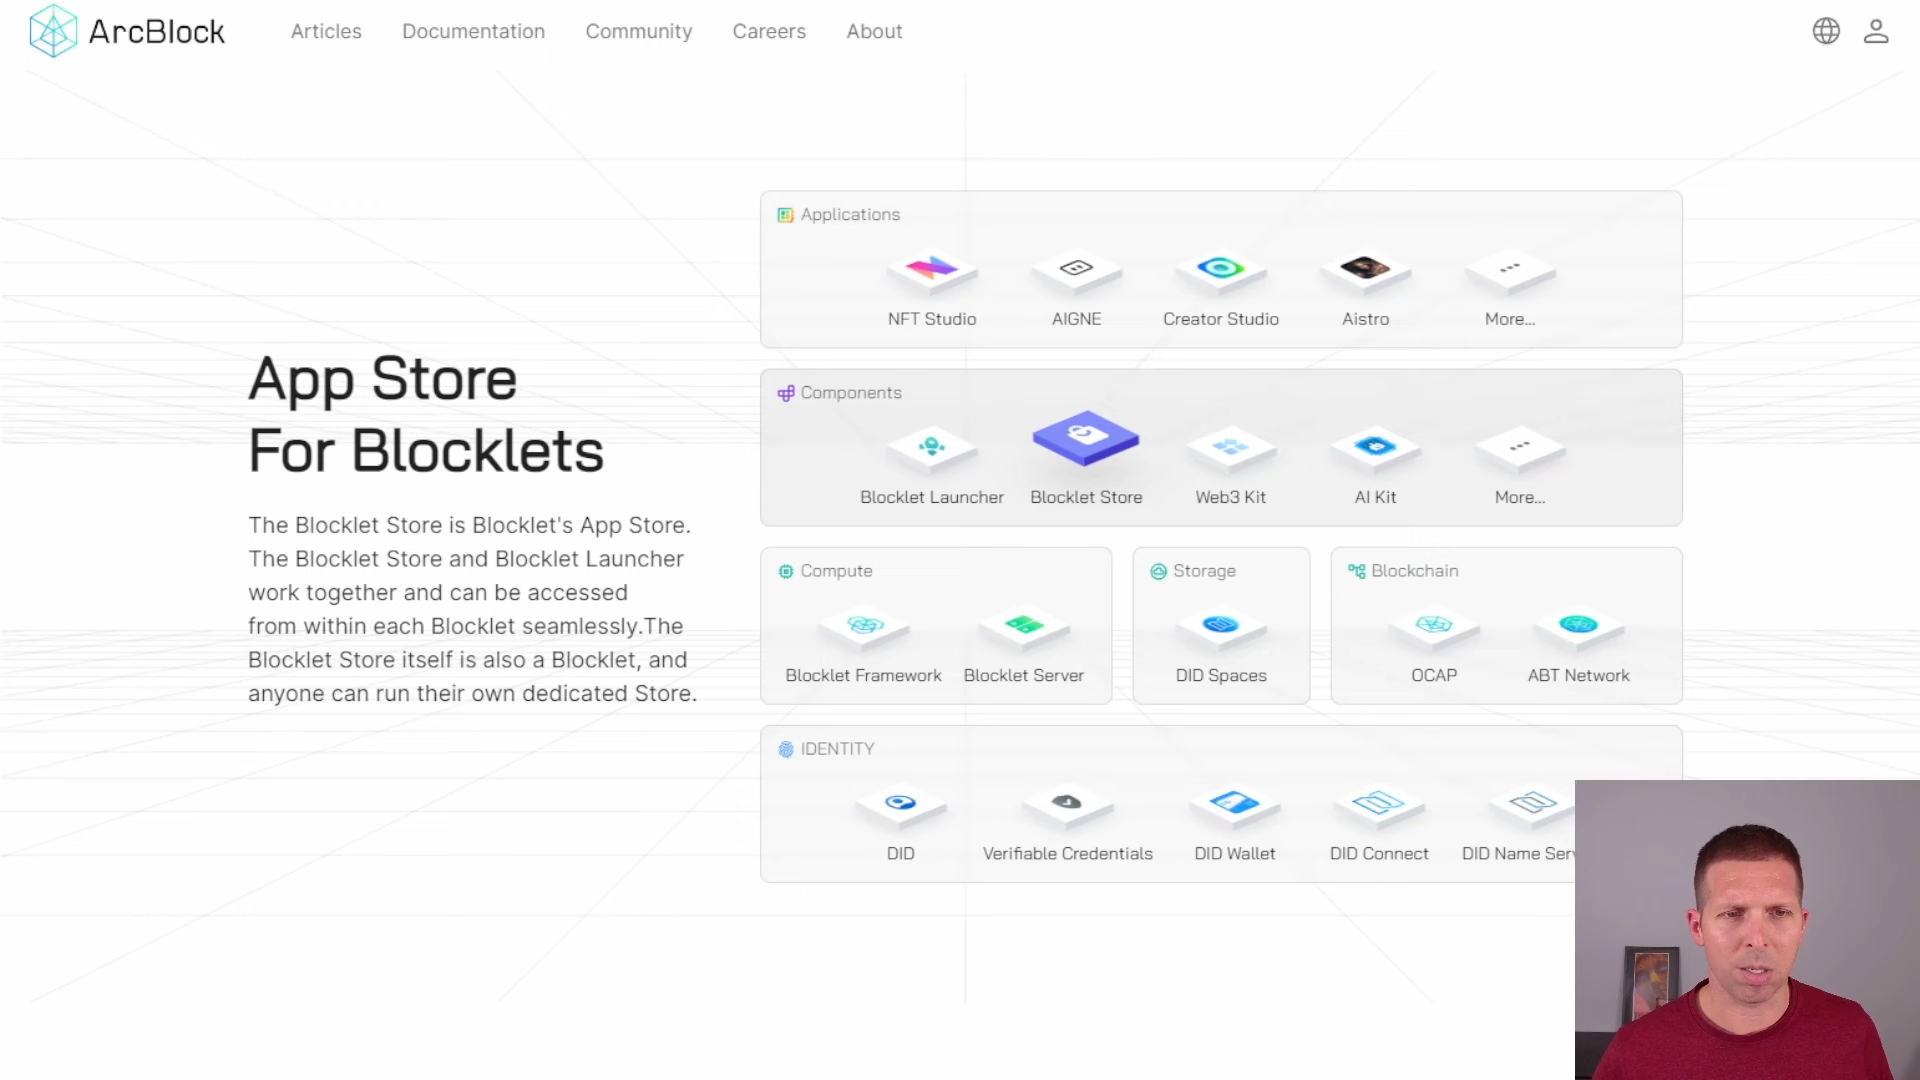 ArcBlock
Articles
Documentation
Community
Careers
About
App Store
For Blocklets
The Blocklet Store is Blocklet's App Store.
The Blocklet Store and Blocklet Launcher
work together and can be accessed
from within each Blocklet seamlessly.The
Blocklet Store itself is also a Blocklet, and
anyone can run their own dedicated Store.
Applications
NFT Studio
AIGNE
Creator Studio
Aistro
More...
Components
Blocklet Launcher
Blocklet Store
Web3 Kit
AI Kit
More...
Compute
Blocklet Framework
Blocklet Server
Storage
DID Spaces
Blockchain
OCAP
ABT Network
IDENTITY
DID
Verifiable Credentials
DID Wallet
DID Connect
DID Name